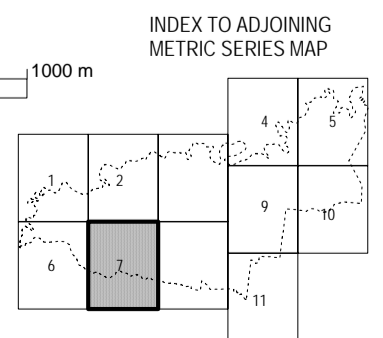 INDEX TO ADJOINING
METRIC SERIES MAP
1000 m
4 5
1 2
9 10
6 7
11